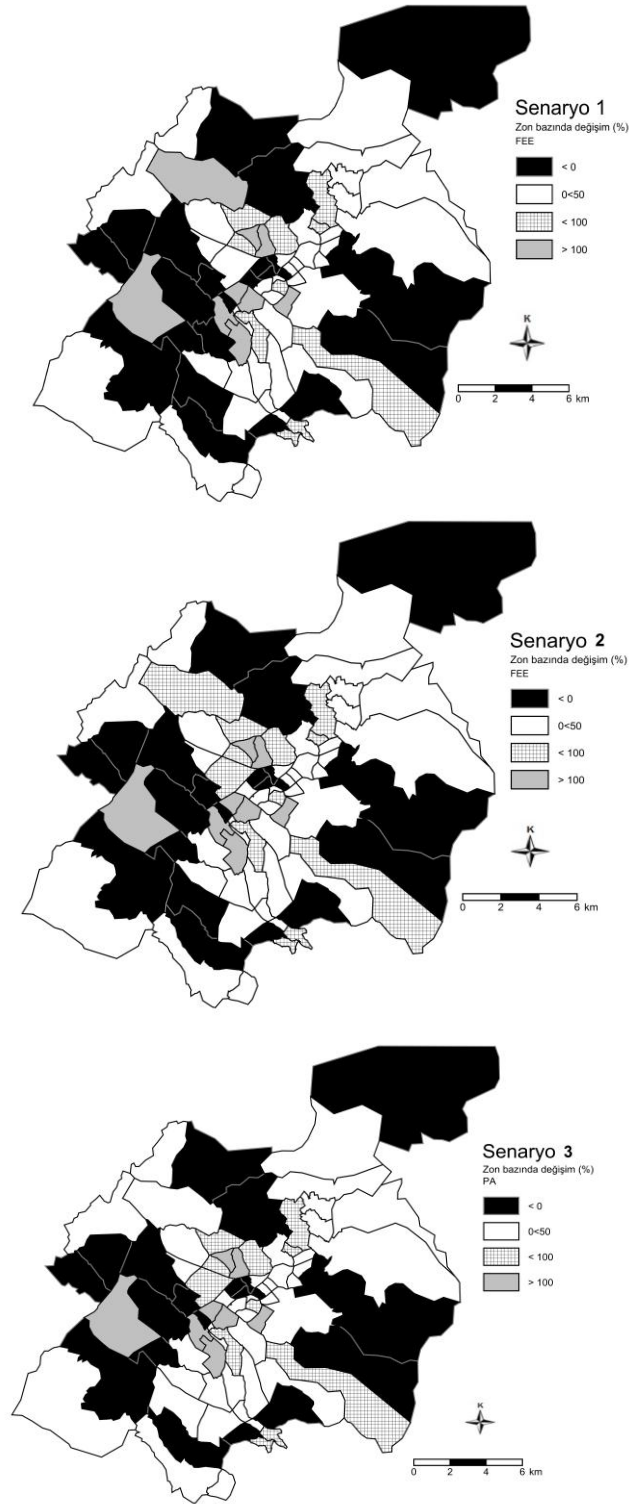 Senaryo 1
Zon bazında değişim (%)
FEE
< 0
0<50
< 100
> 100
K
0 2 4 6 km
Senaryo 2
Zon bazında değişim (%)
FEE
< 0
0<50
< 100
> 100
K
0 2 4 6 km
Senaryo 3
Zon bazında değişim (%)
PA
< 0
0<50
< 100
> 100
K
0 2 4 6 km